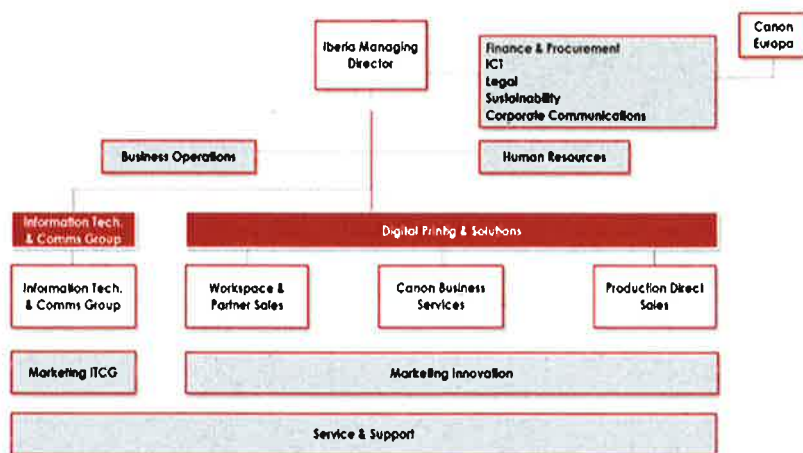 Iberia Managing
Director
Finance & Procurement
ICT
Legal
Sustainability
Corporate Communications
Canon
Europa
Business Operations
Human Resources
Information Tech.
& Comms Group
Digital Printig & Solutions
Information Tech.
& Comms Group
Workspace &
Partner Sales
Canon Business
Services
Production Direct
Sales
Marketing ITCG
Marketing Innovation
Service & Support